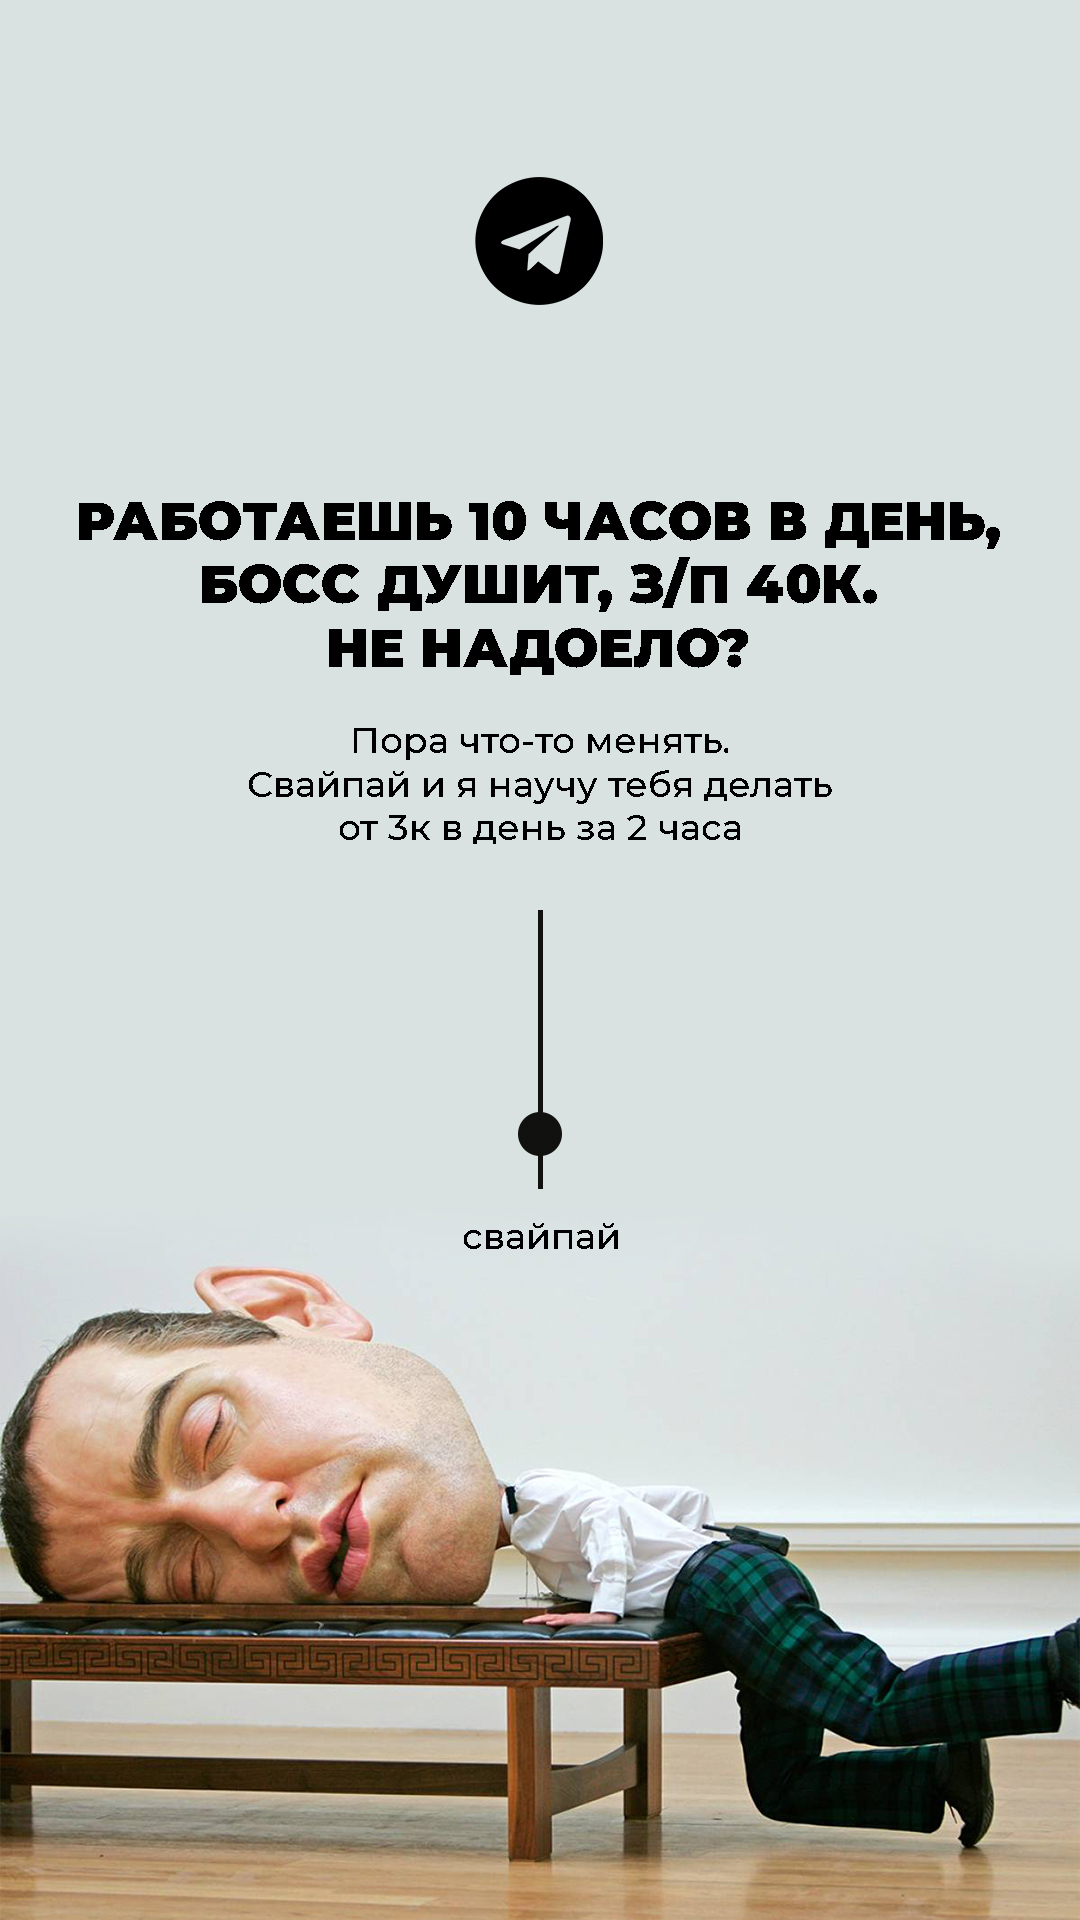 РАБОТАЕШЬ 10 ЧАСОВ В ДЕНЬ,
БОСС ДУШИТ, З/П 40К.
НЕ НАДОЕЛО?
Пора что-то менять.
Свайпай и я научу тебя делать
от 3к в день за 2 часа
свайпай